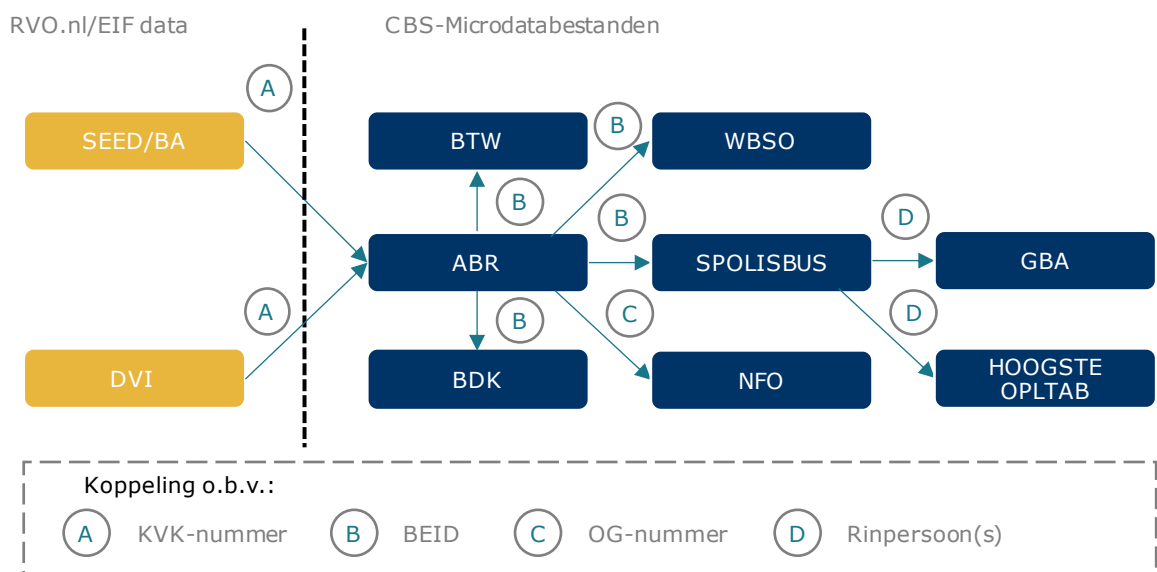 RVO.nl/EIF data
CBS-Microdatabestanden
A
SEED/BA
BTW
B
WBSO
B
B
D
ABR
SPOLISBUS
GBA
A
B
C
D
DVI
BDK
NFO
HOOGSTE
OPLTAB
Koppeling o.b.v.:
A KVK-nummer B BEID C OG-nummer D Rinpersoon(s)